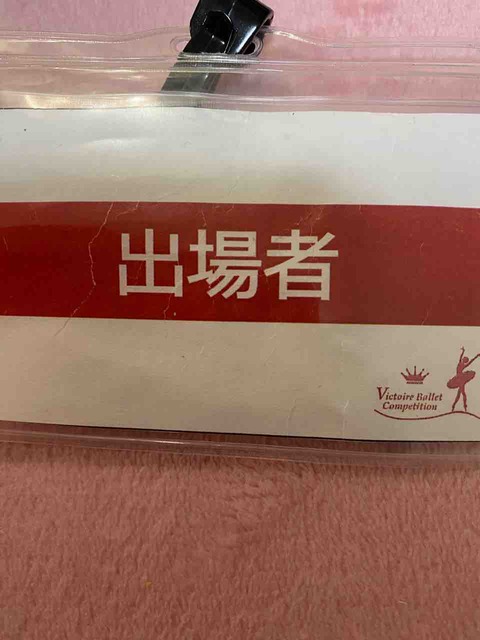 出場者
Victoire Ballet
Competition